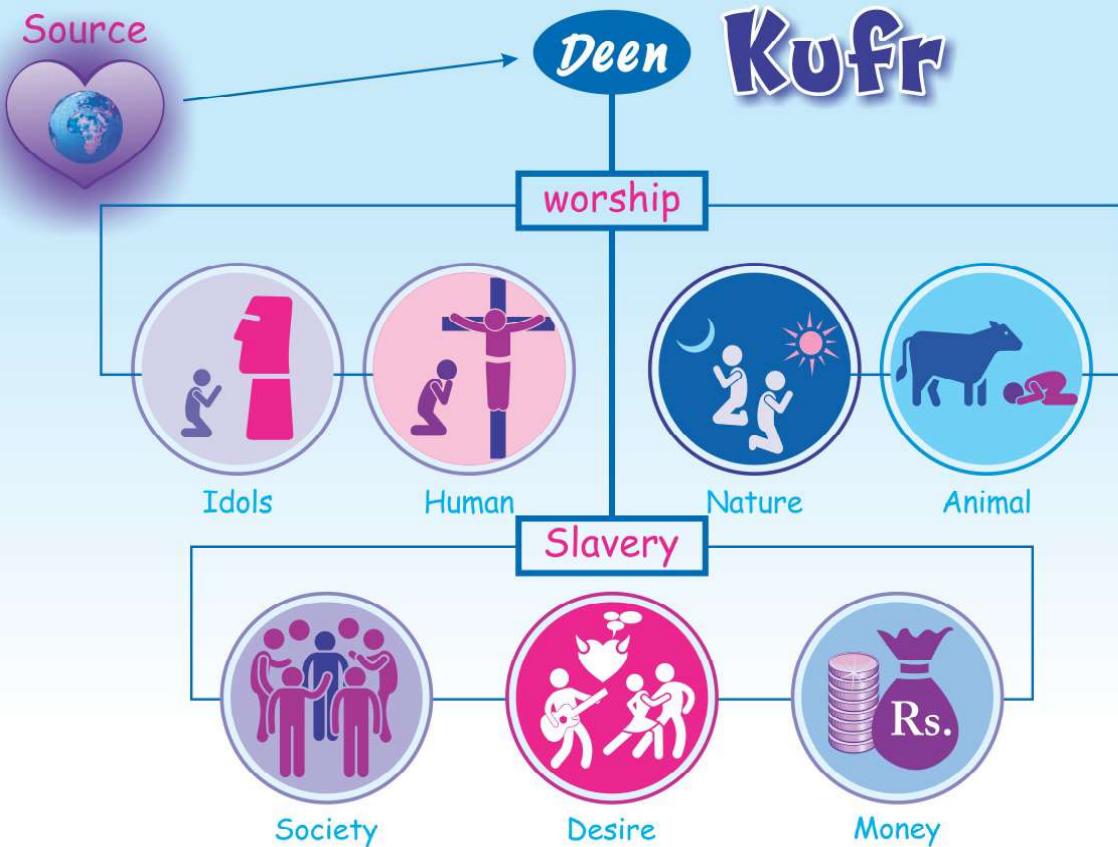 Source
Deen Kufr
worship
Idols Human Nature Animal
Slavery
Rs.
Society Desire Money